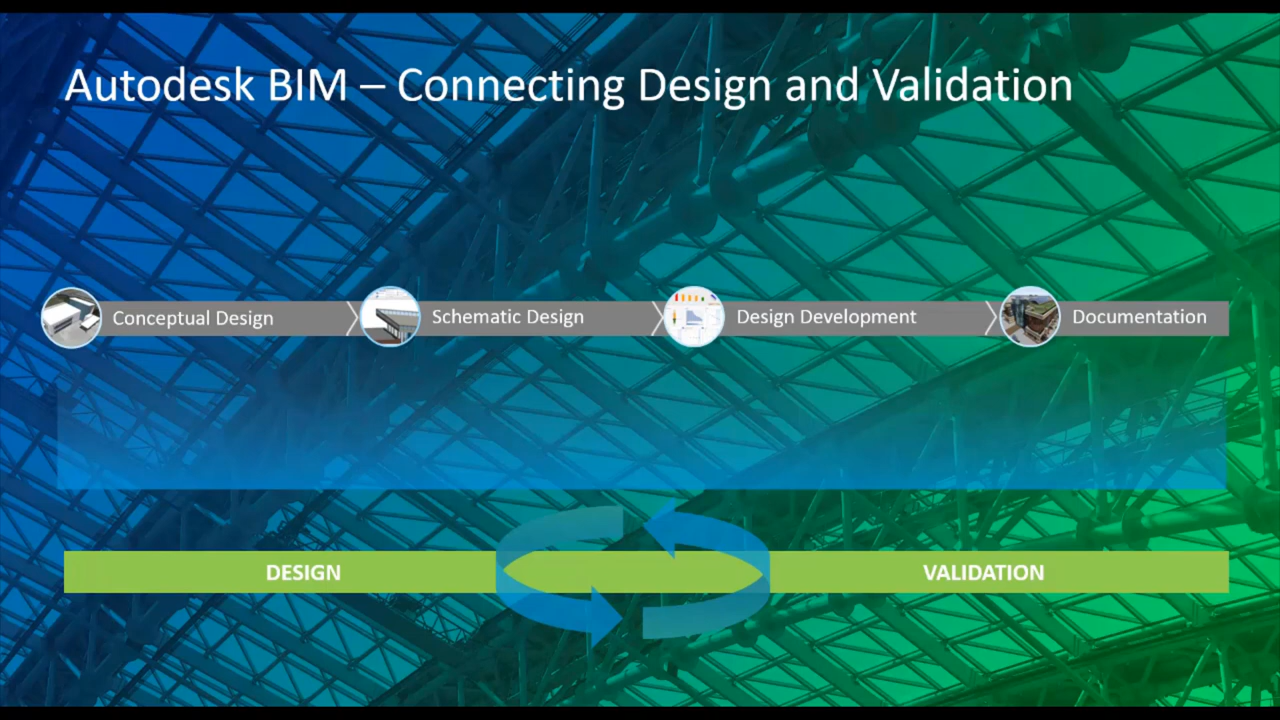 Autodesk BIM – Connecting Design and Validation
Conceptual Design
Schematic Design
Design Development
Documentation
DESIGN
VALIDATION